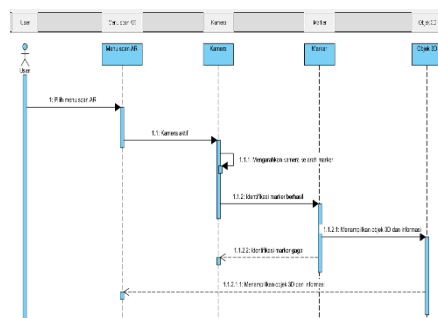 User
Menu scan AR
Kamera
Marker
Objek 3D
User
Menu scan AR
Kamera
Marker
Objek 3D
1: Pilih menu scan AR
1.1: Kamera aktif
1.1.1: Mengarahkan kamera ke arah marker
1.1.2: Identifikasi marker berhasil
1.1.2.1: Menampilkan objek 3D dan informasi
1.1.2.2: Identifikasi marker gagal
1.1.2.1.1: Menampilkan objek 3D dan informasi